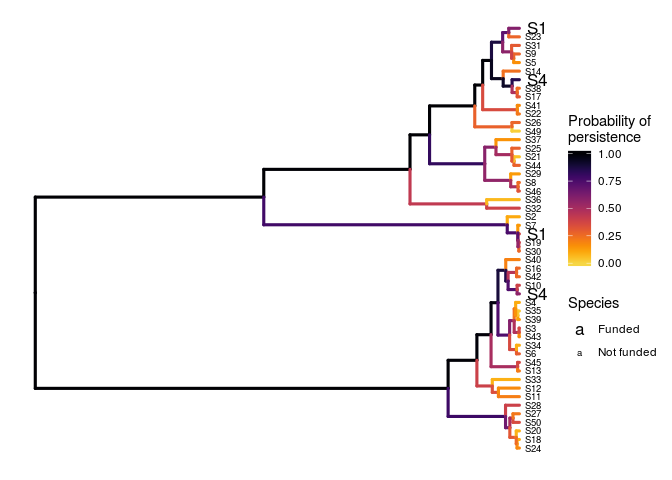 S1
S23
S31
S9
S5
S14
S4
S38
S17
S41
S22
S26
S49
S37
S25
S21
S44
S29
S8
S46
S36
S32
S2
S7
S1
S19
S30
S40
S16
S42
S10
S4
S4
S35
S39
S3
S43
S34
S6
S45
S13
S33
S12
S11
S28
S27
S50
S20
S18
S24
Probability of
persistence
1.00
0.75
0.50
0.25
0.00
Species
a Funded
a Not funded